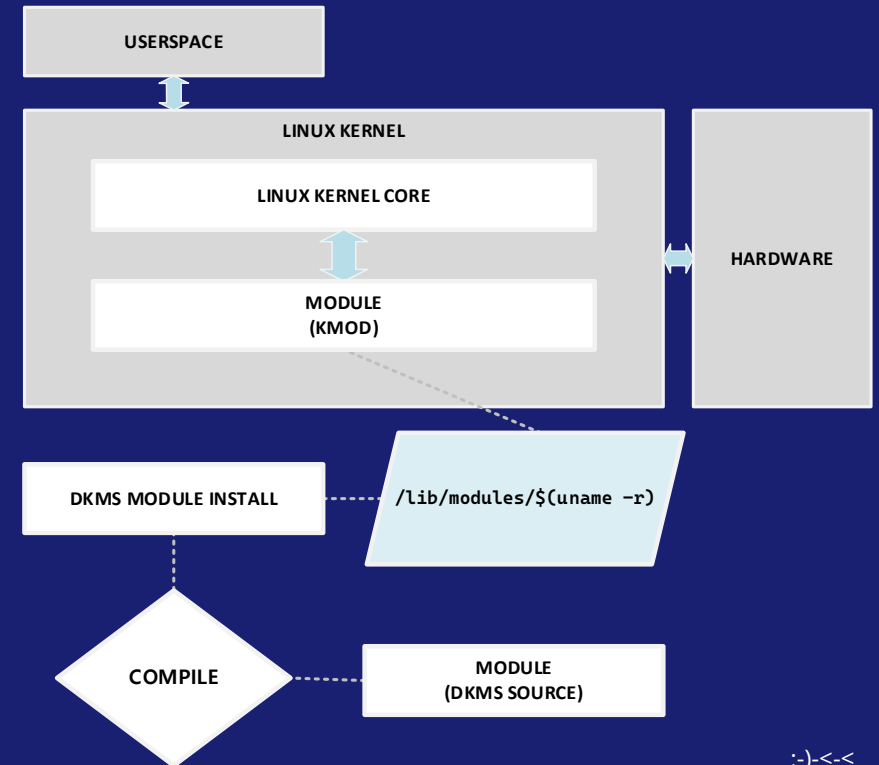 USERSPACE
LINUX KERNEL
LINUX KERNEL CORE
MODULE
(KMOD)
HARDWARE
DKMS MODULE INSTALL
/lib/modules/$(uname –r)
COMPILE
MODULE
(DKMS SOURCE)
:-)-<-<